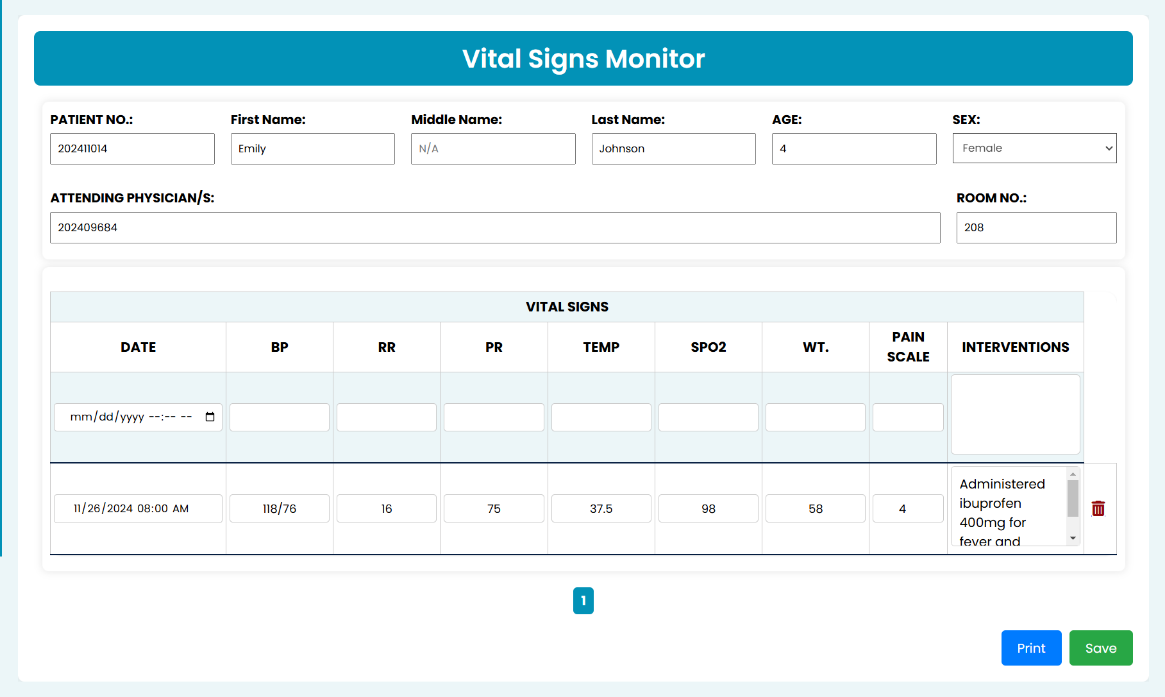 Vital Signs Monitor
PATIENT NO.: First Name: Middle Name: Last Name: AGE: SEX:
202411014 Emily N/A Johnson 4 Female
ATTENDING PHYSICIAN/S: ROOM NO.:
202409684 208
VITAL SIGNS
DATE BP RR PR TEMP SPO2 WT. PAIN SCALE INTERVENTIONS
mm/dd/yyyy --:-- --
11/26/2024 08:00 AM 118/76 16 75 37.5 98 58 4 Administered
ibuprofen
400mg for
fever and
1
Print Save